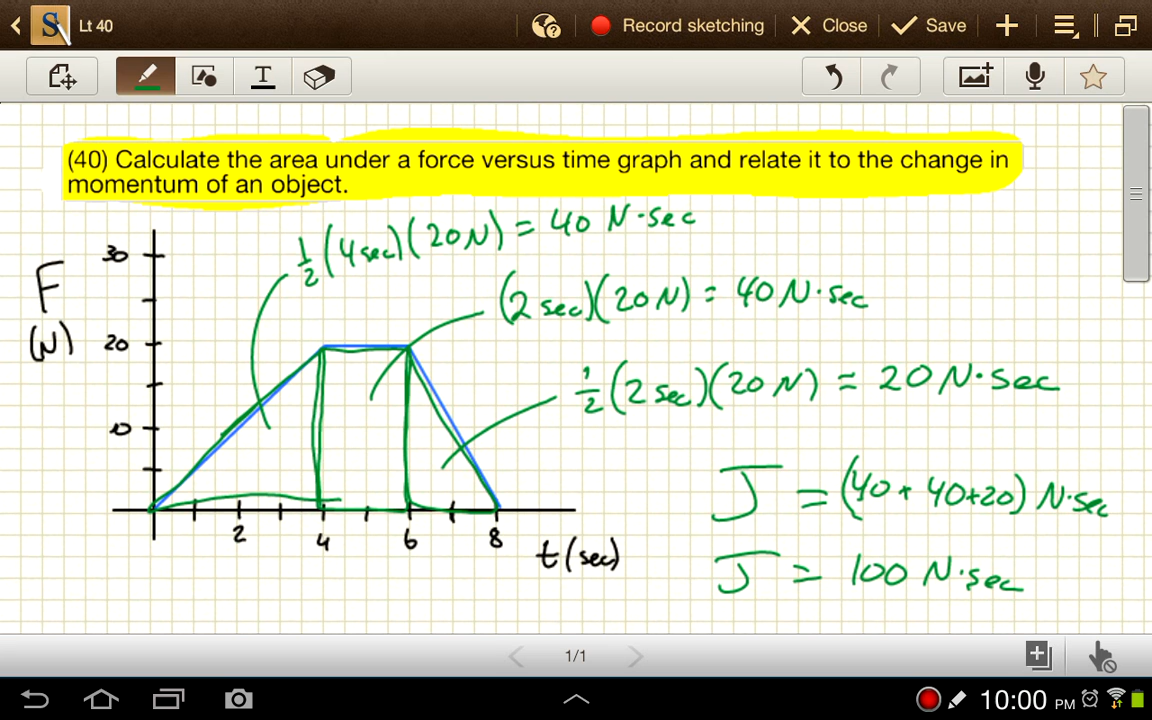 S Lt 40 Record sketching Close Save
T
(40) Calculate the area under a force versus time graph and relate it to the change in
momentum of an object.
½(4sec)(20N) = 40 N·sec
30
F
(2 sec)(20N) = 40 N·sec
(N)
20
½(2 sec)(20 N) = 20 N·sec
10
J = (40 + 40+20) N·sec
2 4 6 8
t (sec)
J = 100 N·sec
1/1
10:00 PM